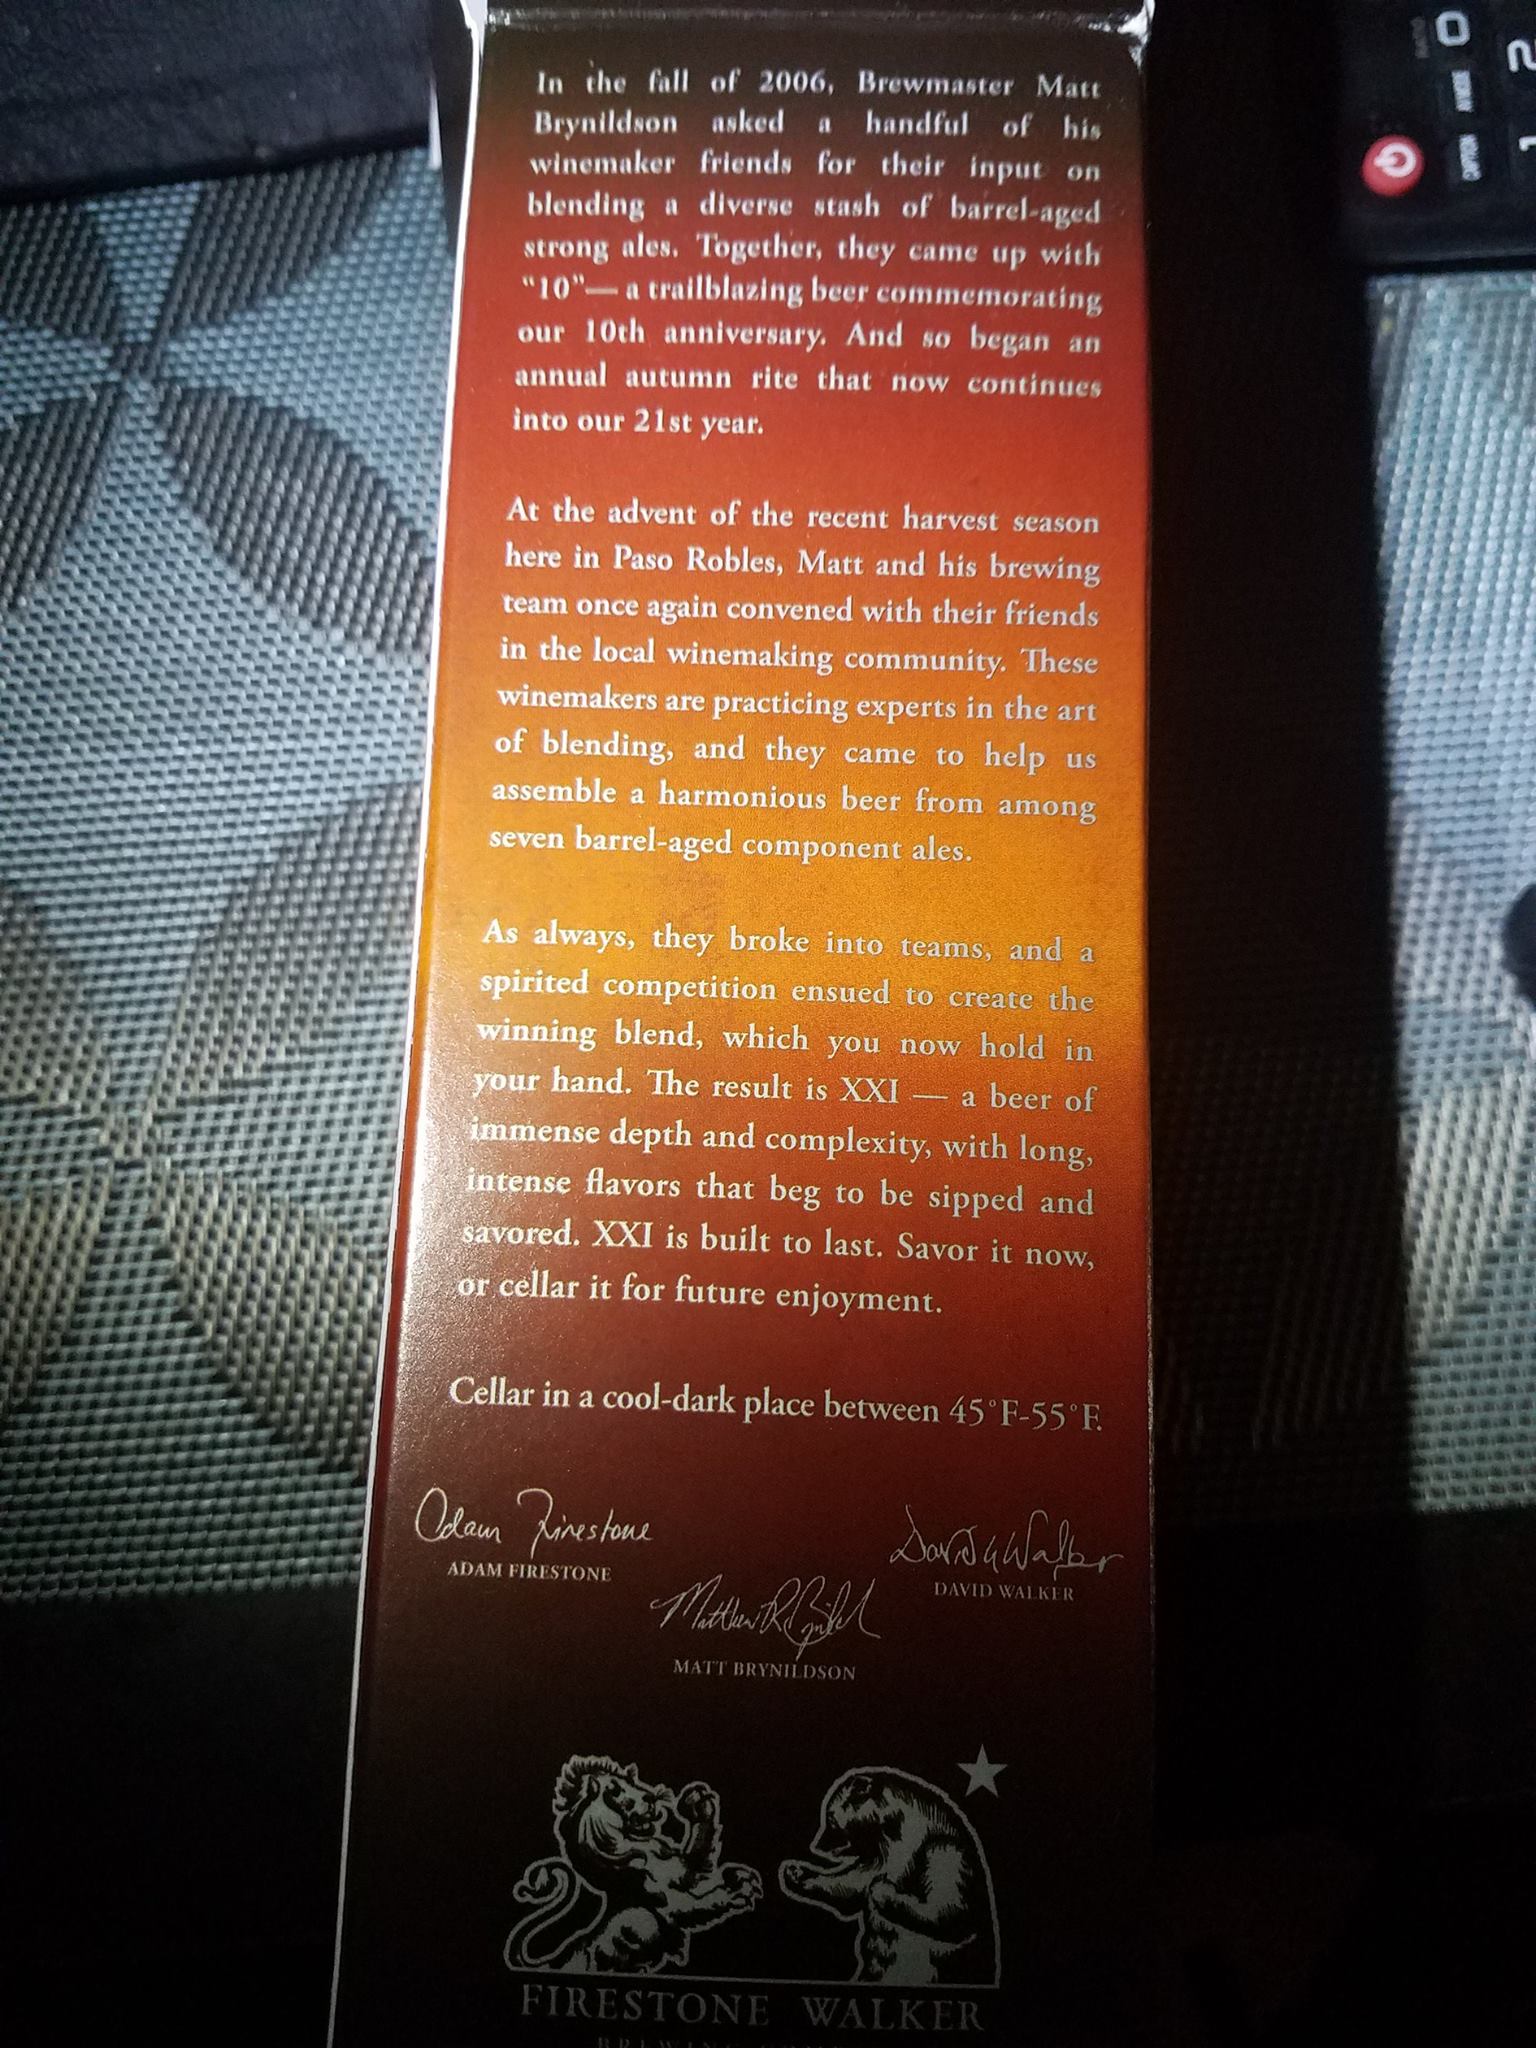 In the fall of 2006, Brewmaster Matt
Brynildson asked a handful of his
winemaker friends for their input on
blending a diverse stash of barrel-aged
strong ales. Together, they came up with
“10”— a trailblazing beer commemorating
our 10th anniversary. And so began an
annual autumn rite that now continues
into our 21st year.
At the advent of the recent harvest season
here in Paso Robles, Matt and his brewing
team once again convened with their friends
in the local winemaking community. These
winemakers are practicing experts in the art
of blending, and they came to help us
assemble a harmonious beer from among
seven barrel-aged component ales.
As always, they broke into teams, and a
spirited competition ensued to create the
winning blend, which you now hold in
your hand. The result is XXI — a beer of
immense depth and complexity, with long,
intense flavors that beg to be sipped and
savored. XXI is built to last. Savor it now,
or cellar it for future enjoyment.
Cellar in a cool-dark place between 45°F-55°F.
Adam Firestone
ADAM FIRESTONE
David Walker
DAVID WALKER
MATT BRYNILDSON
FIRESTONE WALKER
0
2
1